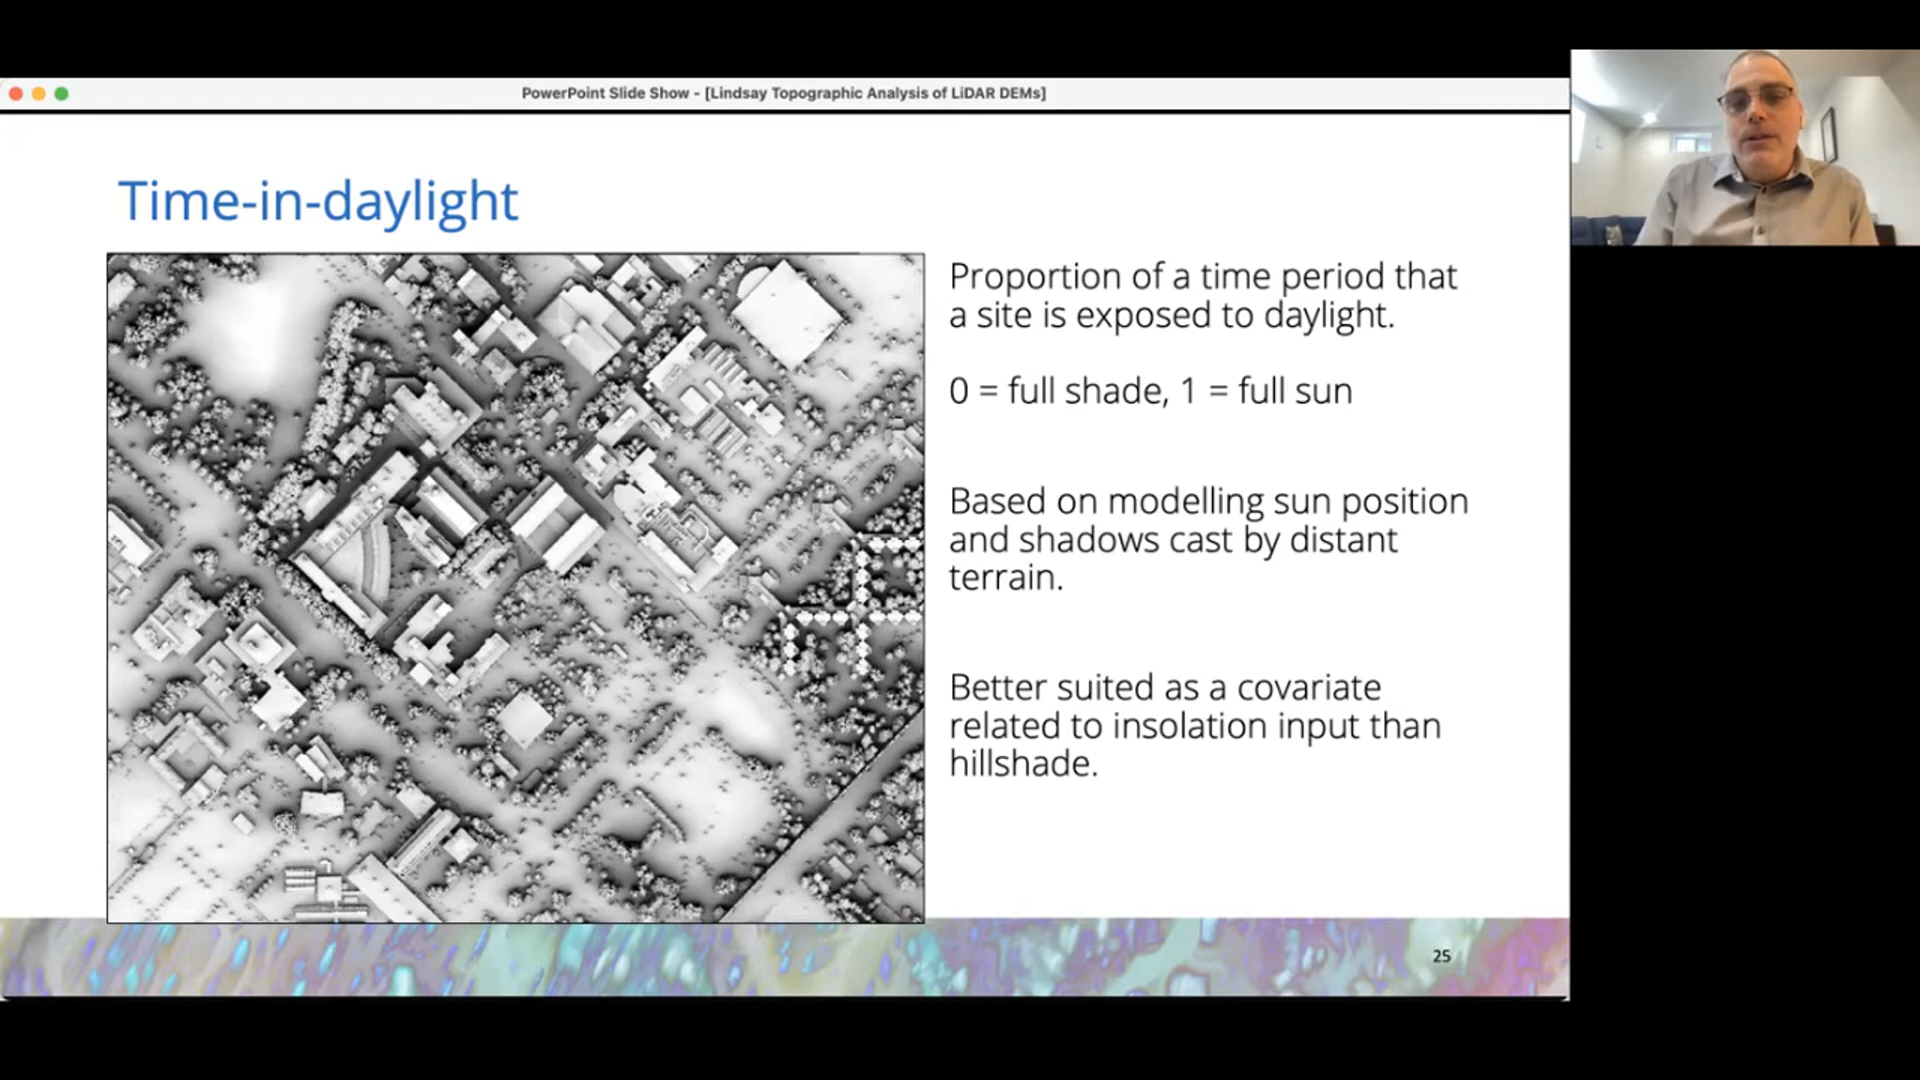 PowerPoint Slide Show - [Lindsay Topographic Analysis of LiDAR DEMs]
Time-in-daylight
Proportion of a time period that
a site is exposed to daylight.
0 = full shade, 1 = full sun
Based on modelling sun position
and shadows cast by distant
terrain.
Better suited as a covariate
related to insolation input than
hillshade.
25